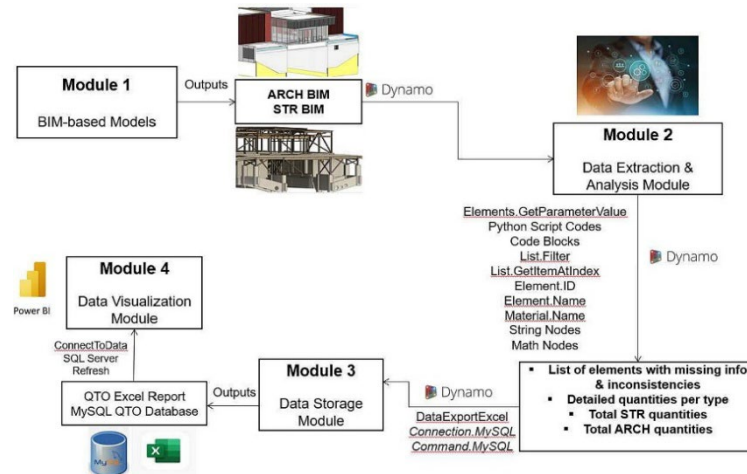 Module 1
BIM-based Models
Outputs
ARCH BIM
STR BIM
Dynamo
Module 2
Data Extraction &
Analysis Module
Elements.GetParameterValue
Python Script Codes
Code Blocks
List.Filter
List.GetItemAtIndex
Element.ID
Element.Name
Material.Name
String Nodes
Math Nodes
Dynamo
▪ List of elements with missing info
& inconsistencies
▪ Detailed quantities per type
▪ Total STR quantities
▪ Total ARCH quantities
Dynamo
DataExportExcel
Connection.MySQL
Command.MySQL
Module 3
Data Storage
Module
Outputs
QTO Excel Report
MySQL QTO Database
MySQL
ConnectToData
SQL Server
Refresh
Module 4
Data Visualization
Module
Power BI